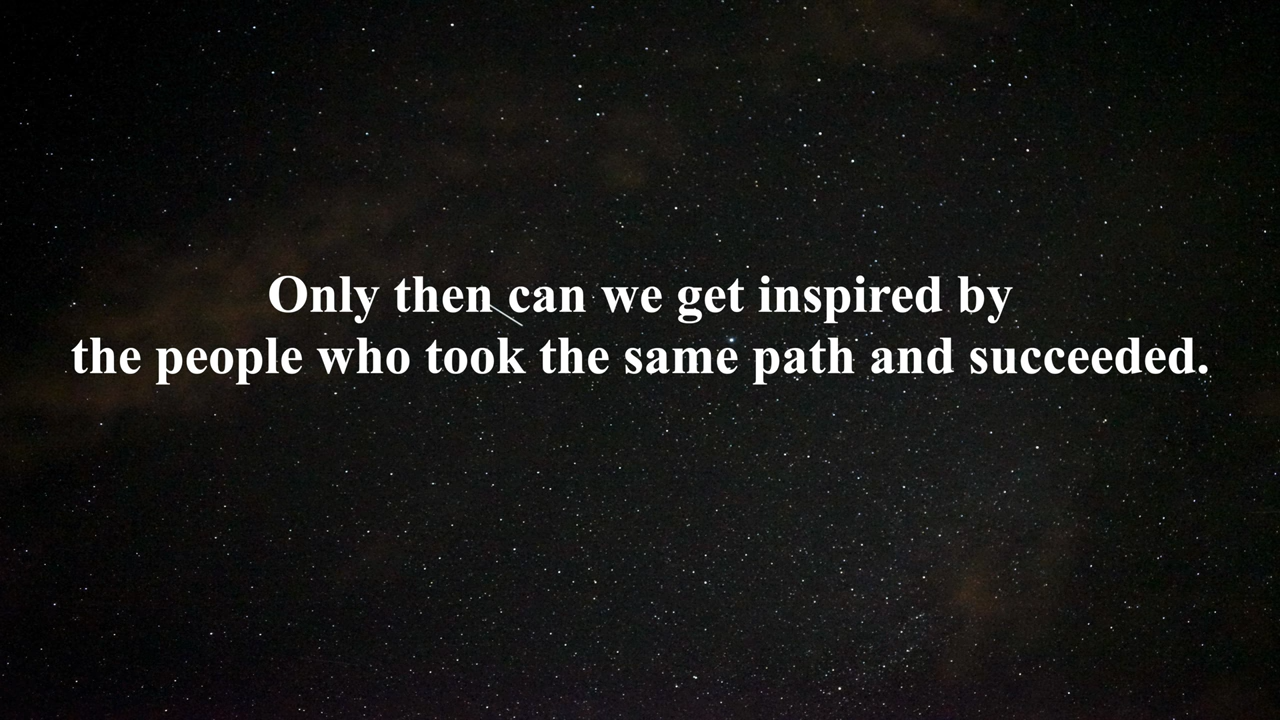 Only then can we get inspired by
the people who took the same path and succeeded.